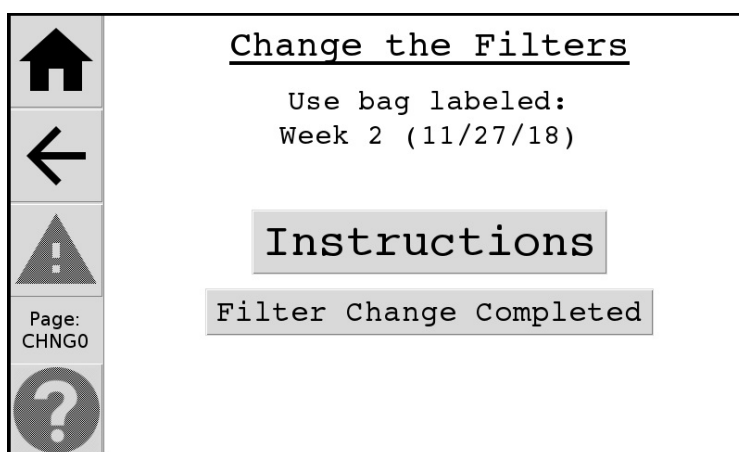 Change the Filters
Use bag labeled:
Week 2 (11/27/18)
Instructions
Filter Change Completed
Page:
CHNG0